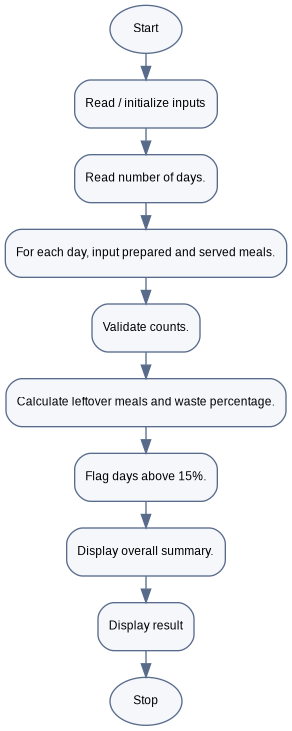 Start
Read / initialize inputs
Read number of days.
For each day, input prepared and served meals.
Validate counts.
Calculate leftover meals and waste percentage.
Flag days above 15%.
Display overall summary.
Display result
Stop